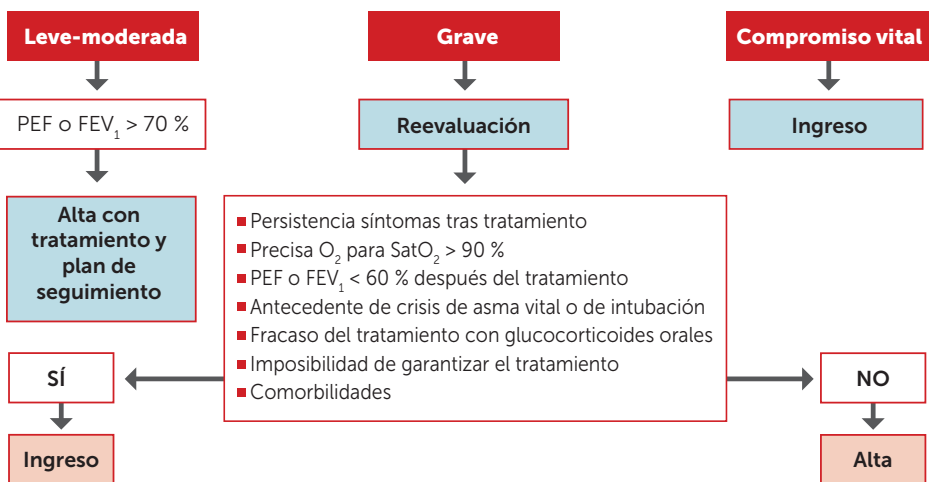 Leve-moderada
Grave
Compromiso vital
PEF o FEV₁ > 70 %
Reevaluación
Ingreso
Alta con
tratamiento y
plan de
seguimiento
Persistencia síntomas tras tratamiento
Precisa O₂ para SatO₂ > 90 %
PEF o FEV₁ < 60 % después del tratamiento
Antecedente de crisis de asma vital o de intubación
Fracaso del tratamiento con glucocorticoides orales
Imposibilidad de garantizar el tratamiento
Comorbilidades
SÍ
NO
Ingreso
Alta